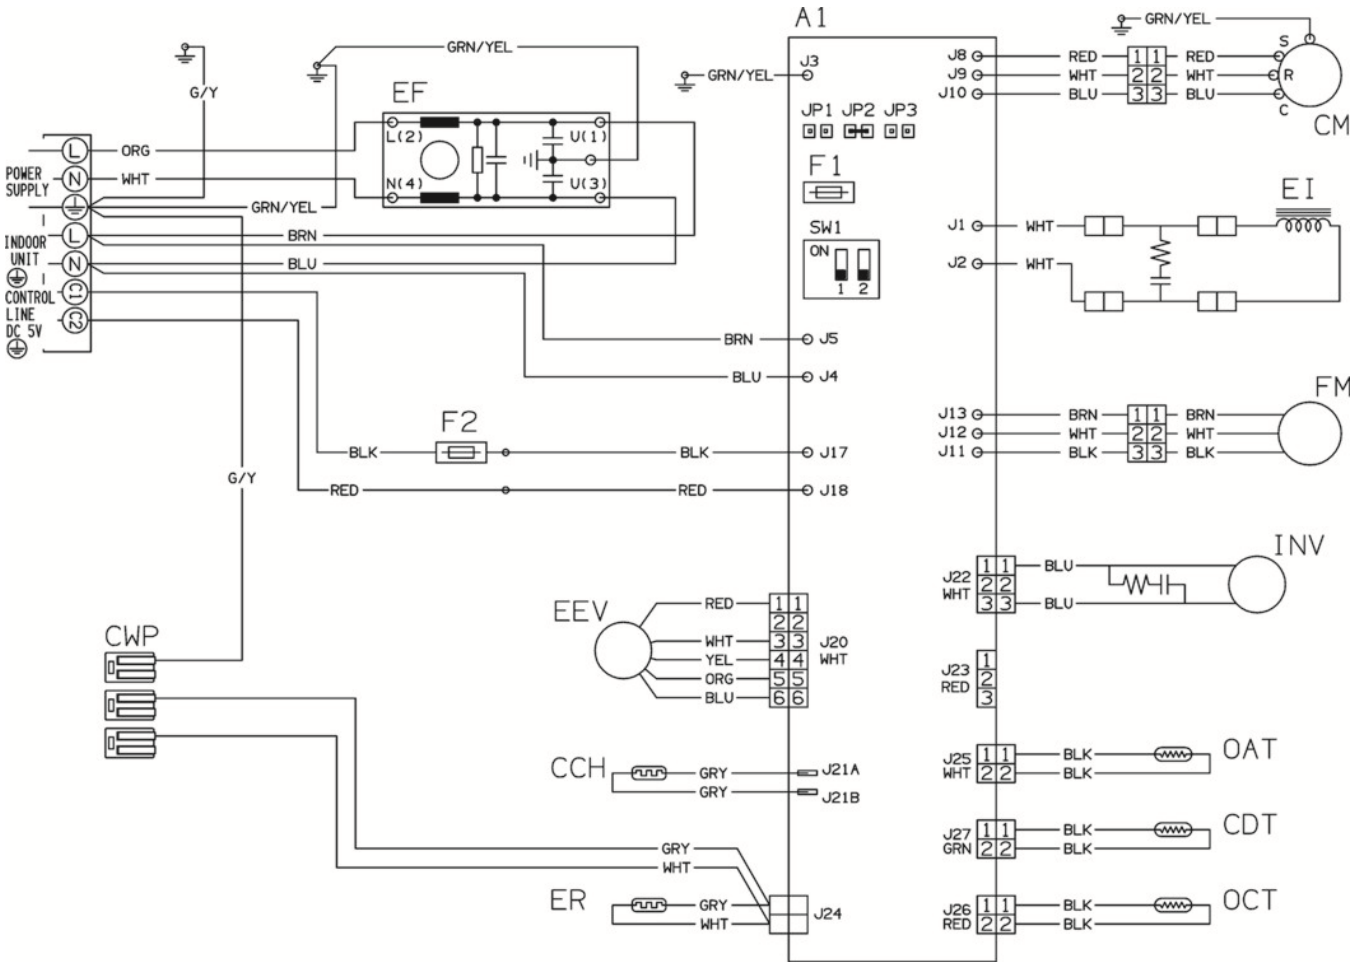 A1
GRN/YEL
GRN/YEL
G/Y
EF
L(2)
U(1)
N(4)
U(3)
POWER
SUPPLY
L
ORG
N
WHT
GRN/YEL
INDOOR
UNIT
L
BRN
N
BLU
CONTROL
LINE
DC 5V
C1
C2
J3
GRN/YEL
JP1 JP2 JP3
F1
SW1
ON
1 2
BRN
J5
BLU
J4
F2
BLK
BLK
J17
RED
RED
J18
G/Y
CWP
EEV
RED
1 1
2 2
WHT
3 3
YEL
4 4
ORG
5 5
BLU
6 6
J20
WHT
CCH
GRY
J21A
GRY
J21B
GRY
WHT
ER
GRY
WHT
J24
J8
RED
1 1
RED
S
J9
WHT
2 2
WHT
R
J10
BLU
3 3
BLU
C
CM
J1
WHT
J2
WHT
EI
J13
BRN
1 1
BRN
J12
WHT
2 2
WHT
J11
BLK
3 3
BLK
FM
J22
WHT
1 1
BLU
2 2
3 3
BLU
INV
J23
RED
1
2
3
J25
WHT
1 1
BLK
2 2
BLK
OAT
J27
GRN
1 1
BLK
2 2
BLK
CDT
J26
RED
1 1
BLK
2 2
BLK
OCT